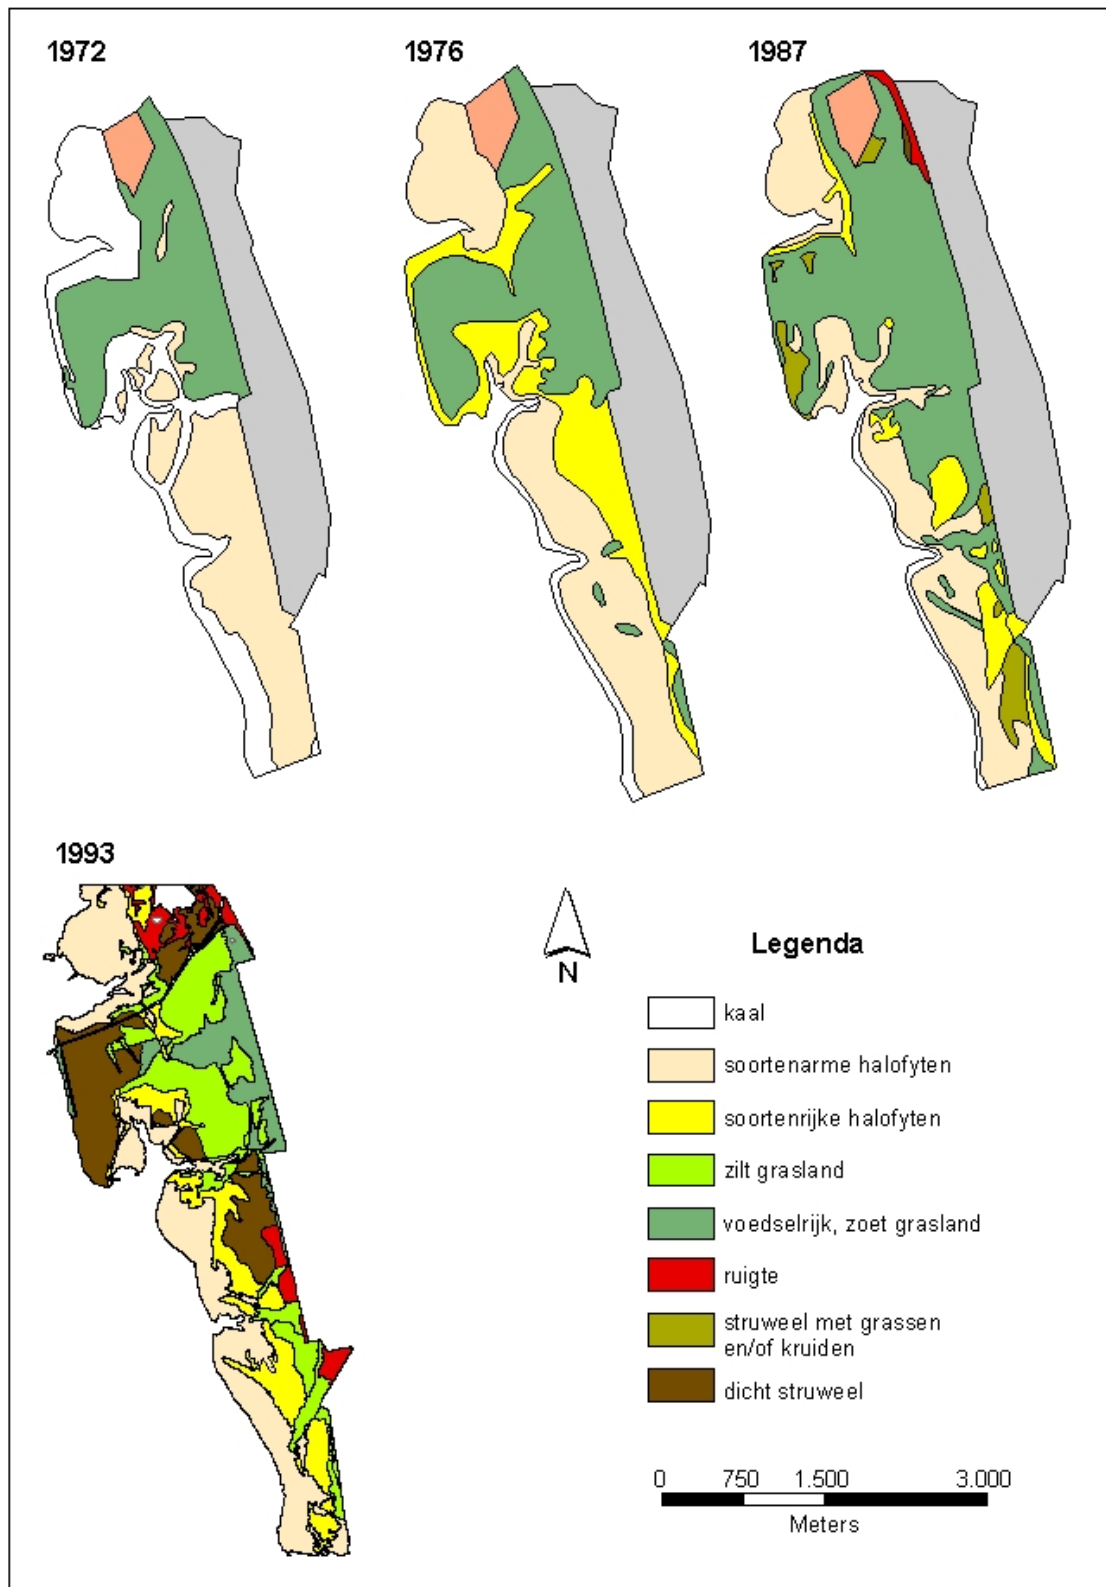 1972
1976
1987
1993
N
Legenda
kaal
soortenarme halofyten
soortenrijke halofyten
zilt grasland
voedselrijk, zoet grasland
ruigte
struweel met grassen
en/of kruiden
dicht struweel
0 750 1.500 3.000
Meters